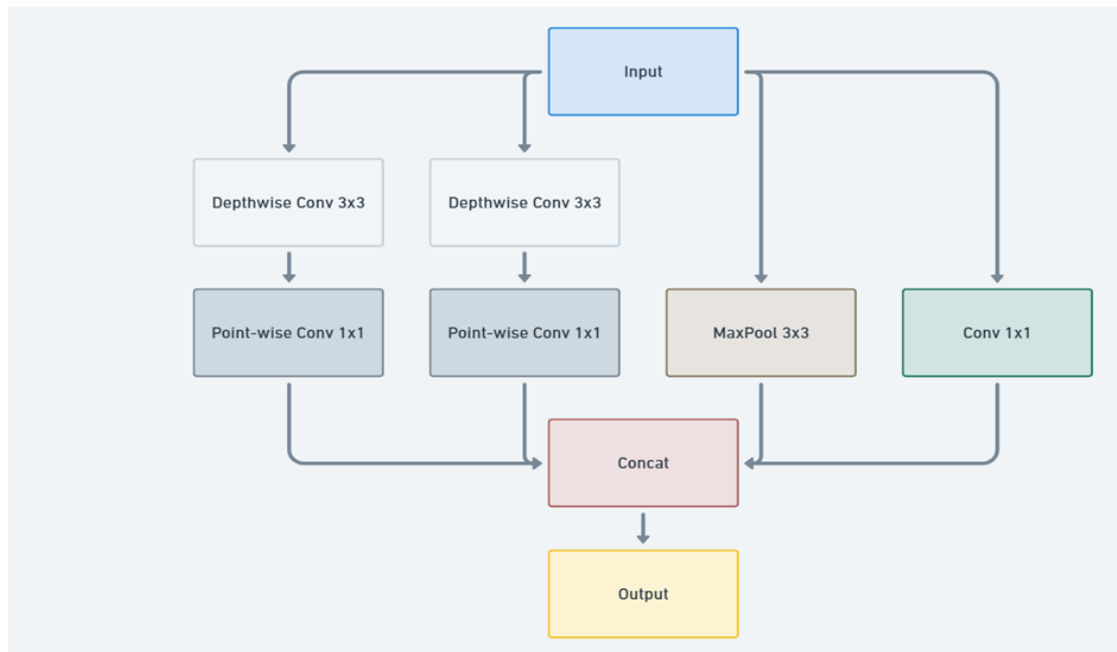 Input
Depthwise Conv 3x3
Depthwise Conv 3x3
Point-wise Conv 1x1
Point-wise Conv 1x1
MaxPool 3x3
Conv 1x1
Concat
Output